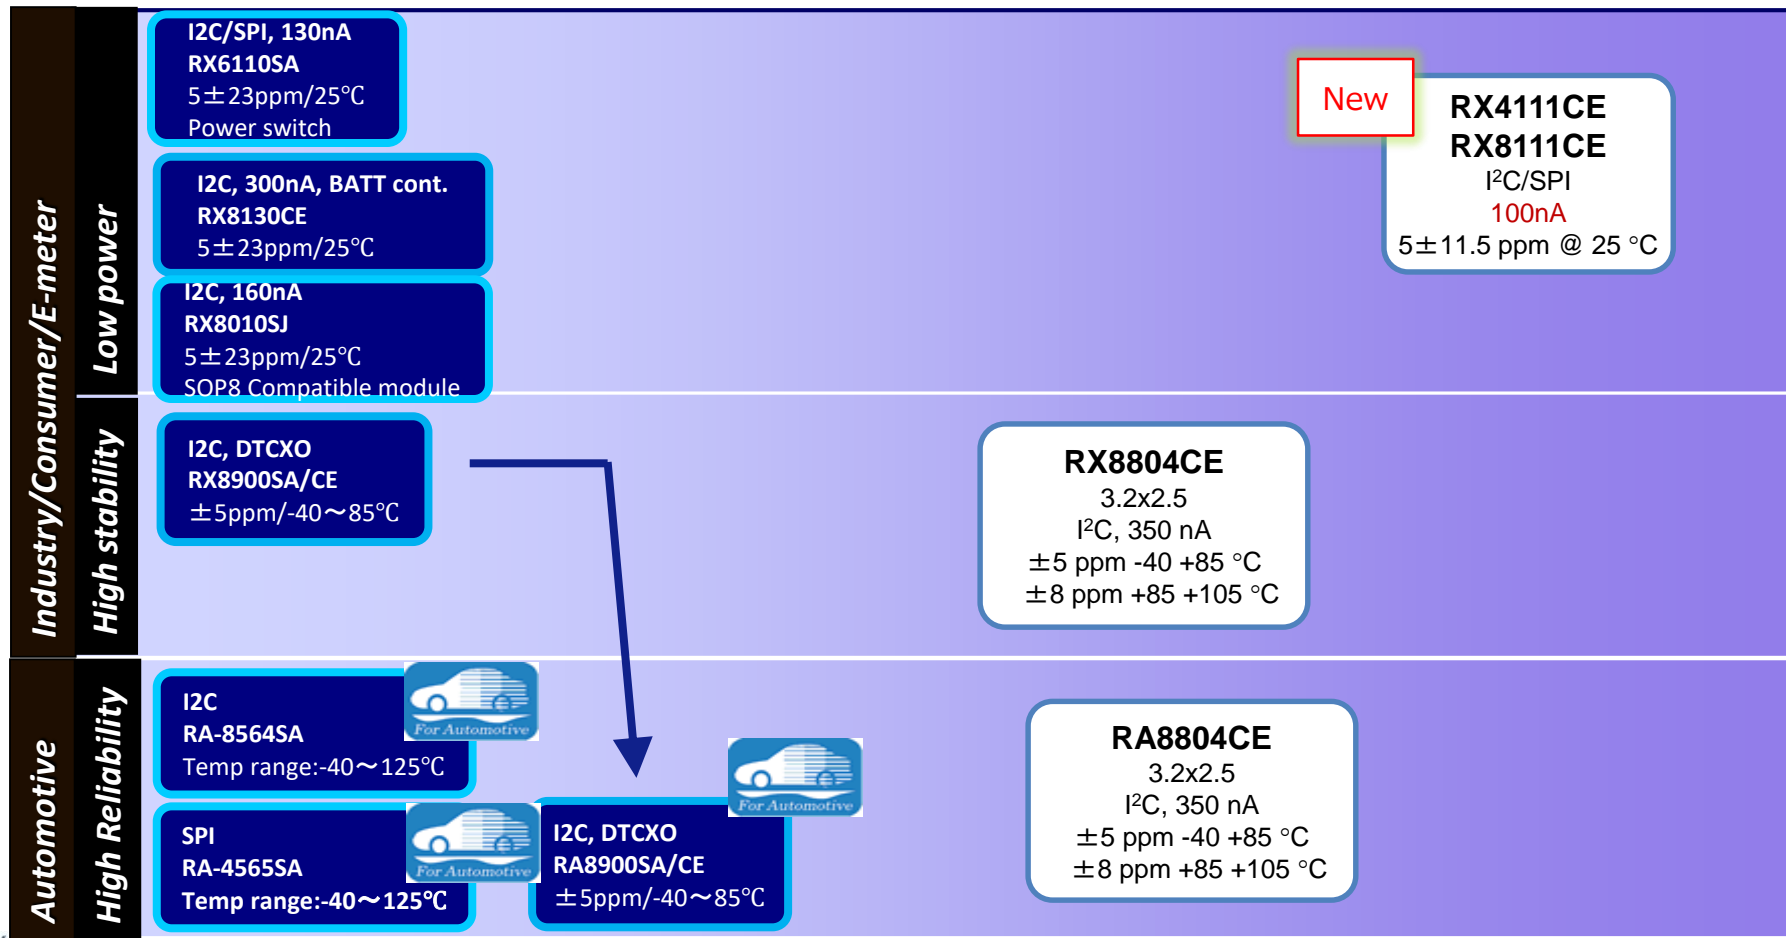 Industry/Consumer/E-meter
Low power
I2C/SPI, 130nA
RX6110SA
5±23ppm/25℃
Power switch
I2C, 300nA, BATT cont.
RX8130CE
5±23ppm/25℃
I2C, 160nA
RX8010SJ
5±23ppm/25℃
SOP8 Compatible module
New
RX4111CE
RX8111CE
I²C/SPI
100nA
5±11.5 ppm @ 25 °C
High stability
I2C, DTCXO
RX8900SA/CE
±5ppm/-40～85℃
RX8804CE
3.2x2.5
I²C, 350 nA
±5 ppm -40 +85 °C
±8 ppm +85 +105 °C
Automotive
High Reliability
I2C
RA-8564SA
Temp range:-40～125℃
For Automotive
SPI
RA-4565SA
Temp range:-40～125℃
For Automotive
I2C, DTCXO
RA8900SA/CE
±5ppm/-40～85℃
For Automotive
RA8804CE
3.2x2.5
I²C, 350 nA
±5 ppm -40 +85 °C
±8 ppm +85 +105 °C